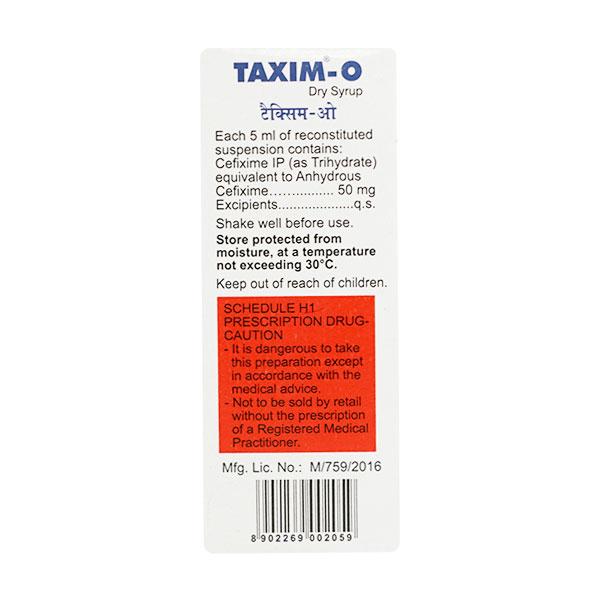 TAXIM®-O
Dry Syrup
टैक्सिम-ओ
Each 5 ml of reconstituted
suspension contains:
Cefixime IP (as Trihydrate)
equivalent to Anhydrous
Cefixime............... 50 mg
Excipients....................q.s.
Shake well before use.
Store protected from
moisture, at a temperature
not exceeding 30°C.
Keep out of reach of children.
SCHEDULE H1
PRESCRIPTION DRUG-
CAUTION
- It is dangerous to take
this preparation except
in accordance with the
medical advice.
- Not to be sold by retail
without the prescription
of a Registered Medical
Practitioner.
Mfg. Lic. No.: M/759/2016
8 902269 002059